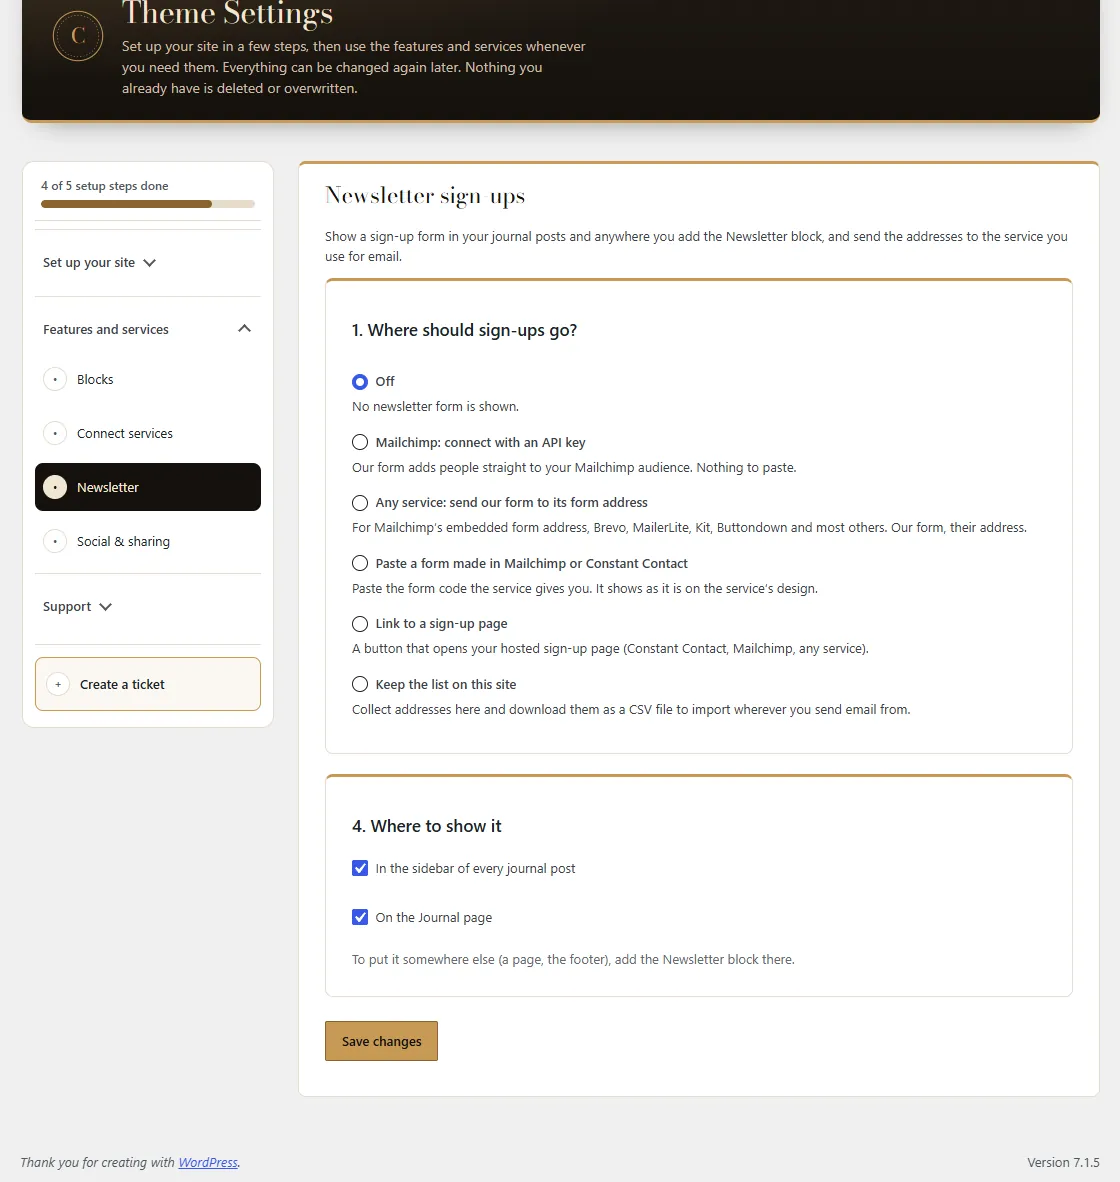 C
Theme Settings
Set up your site in a few steps, then use the features and services whenever
you need them. Everything can be changed again later. Nothing you
already have is deleted or overwritten.
4 of 5 setup steps done
Set up your site
Features and services
Blocks
Connect services
Newsletter
Social & sharing
Support
+ Create a ticket
Newsletter sign-ups
Show a sign-up form in your journal posts and anywhere you add the Newsletter block, and send the addresses to the service you
use for email.
1. Where should sign-ups go?
Off
No newsletter form is shown.
Mailchimp: connect with an API key
Our form adds people straight to your Mailchimp audience. Nothing to paste.
Any service: send our form to its form address
For Mailchimp's embedded form address, Brevo, MailerLite, Kit, Buttondown and most others. Our form, their address.
Paste a form made in Mailchimp or Constant Contact
Paste the form code the service gives you. It shows as it is on the service's design.
Link to a sign-up page
A button that opens your hosted sign-up page (Constant Contact, Mailchimp, any service).
Keep the list on this site
Collect addresses here and download them as a CSV file to import wherever you send email from.
4. Where to show it
In the sidebar of every journal post
On the Journal page
To put it somewhere else (a page, the footer), add the Newsletter block there.
Save changes
Thank you for creating with WordPress.
Version 7.1.5